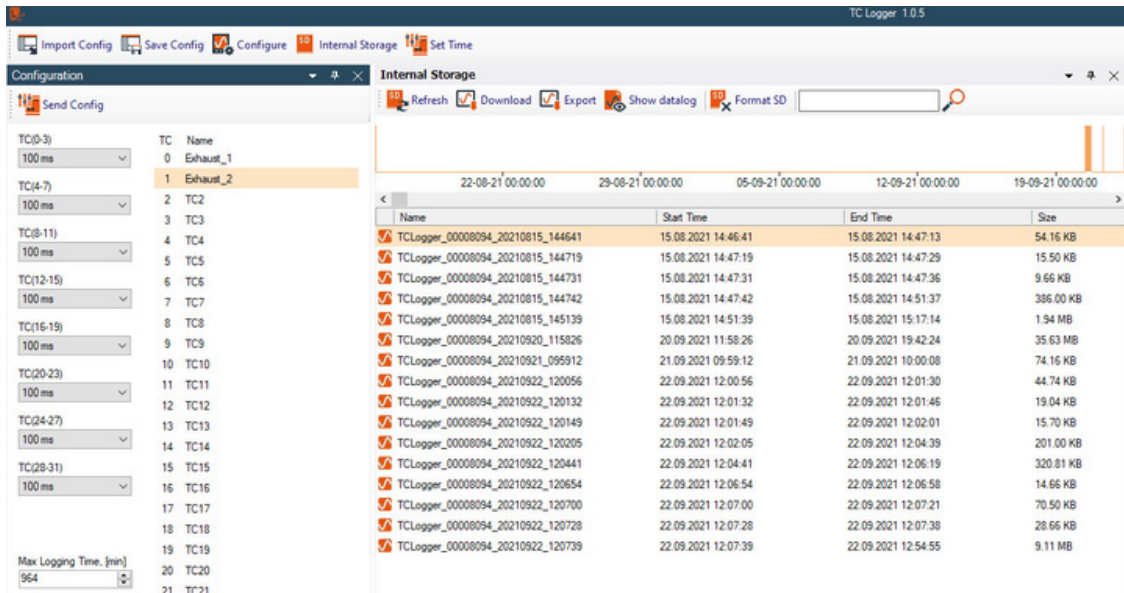 TC Logger 1.0.5
Import Config Save Config Configure SD Internal Storage Set Time
Configuration
Send Config
TC(0-3)
100 ms
TC(4-7)
100 ms
TC(8-11)
100 ms
TC(12-15)
100 ms
TC(16-19)
100 ms
TC(20-23)
100 ms
TC(24-27)
100 ms
TC(28-31)
100 ms
Max Logging Time, [min]
964
TC Name
0 Exhaust_1
1 Exhaust_2
2 TC2
3 TC3
4 TC4
5 TC5
6 TC6
7 TC7
8 TC8
9 TC9
10 TC10
11 TC11
12 TC12
13 TC13
14 TC14
15 TC15
16 TC16
17 TC17
18 TC18
19 TC19
20 TC20
21 TC21
Internal Storage
SD Refresh Download Export Show datalog SD Format SD
22-08-21 00:00:00 29-08-21 00:00:00 05-09-21 00:00:00 12-09-21 00:00:00 19-09-21 00:00:00
Name Start Time End Time Size
TCLogger_00008094_20210815_144641 15.08.2021 14:46:41 15.08.2021 14:47:13 54.16 KB
TCLogger_00008094_20210815_144719 15.08.2021 14:47:19 15.08.2021 14:47:29 15.50 KB
TCLogger_00008094_20210815_144731 15.08.2021 14:47:31 15.08.2021 14:47:36 9.66 KB
TCLogger_00008094_20210815_144742 15.08.2021 14:47:42 15.08.2021 14:51:37 386.00 KB
TCLogger_00008094_20210815_145139 15.08.2021 14:51:39 15.08.2021 15:17:14 1.94 MB
TCLogger_00008094_20210920_115826 20.09.2021 11:58:26 20.09.2021 19:42:24 35.63 MB
TCLogger_00008094_20210921_095912 21.09.2021 09:59:12 21.09.2021 10:00:08 74.16 KB
TCLogger_00008094_20210922_120056 22.09.2021 12:00:56 22.09.2021 12:01:30 44.74 KB
TCLogger_00008094_20210922_120132 22.09.2021 12:01:32 22.09.2021 12:01:46 19.04 KB
TCLogger_00008094_20210922_120149 22.09.2021 12:01:49 22.09.2021 12:02:01 15.70 KB
TCLogger_00008094_20210922_120205 22.09.2021 12:02:05 22.09.2021 12:04:39 201.00 KB
TCLogger_00008094_20210922_120441 22.09.2021 12:04:41 22.09.2021 12:06:19 320.81 KB
TCLogger_00008094_20210922_120654 22.09.2021 12:06:54 22.09.2021 12:06:58 14.66 KB
TCLogger_00008094_20210922_120700 22.09.2021 12:07:00 22.09.2021 12:07:21 70.50 KB
TCLogger_00008094_20210922_120728 22.09.2021 12:07:28 22.09.2021 12:07:38 28.66 KB
TCLogger_00008094_20210922_120739 22.09.2021 12:07:39 22.09.2021 12:54:55 9.11 MB